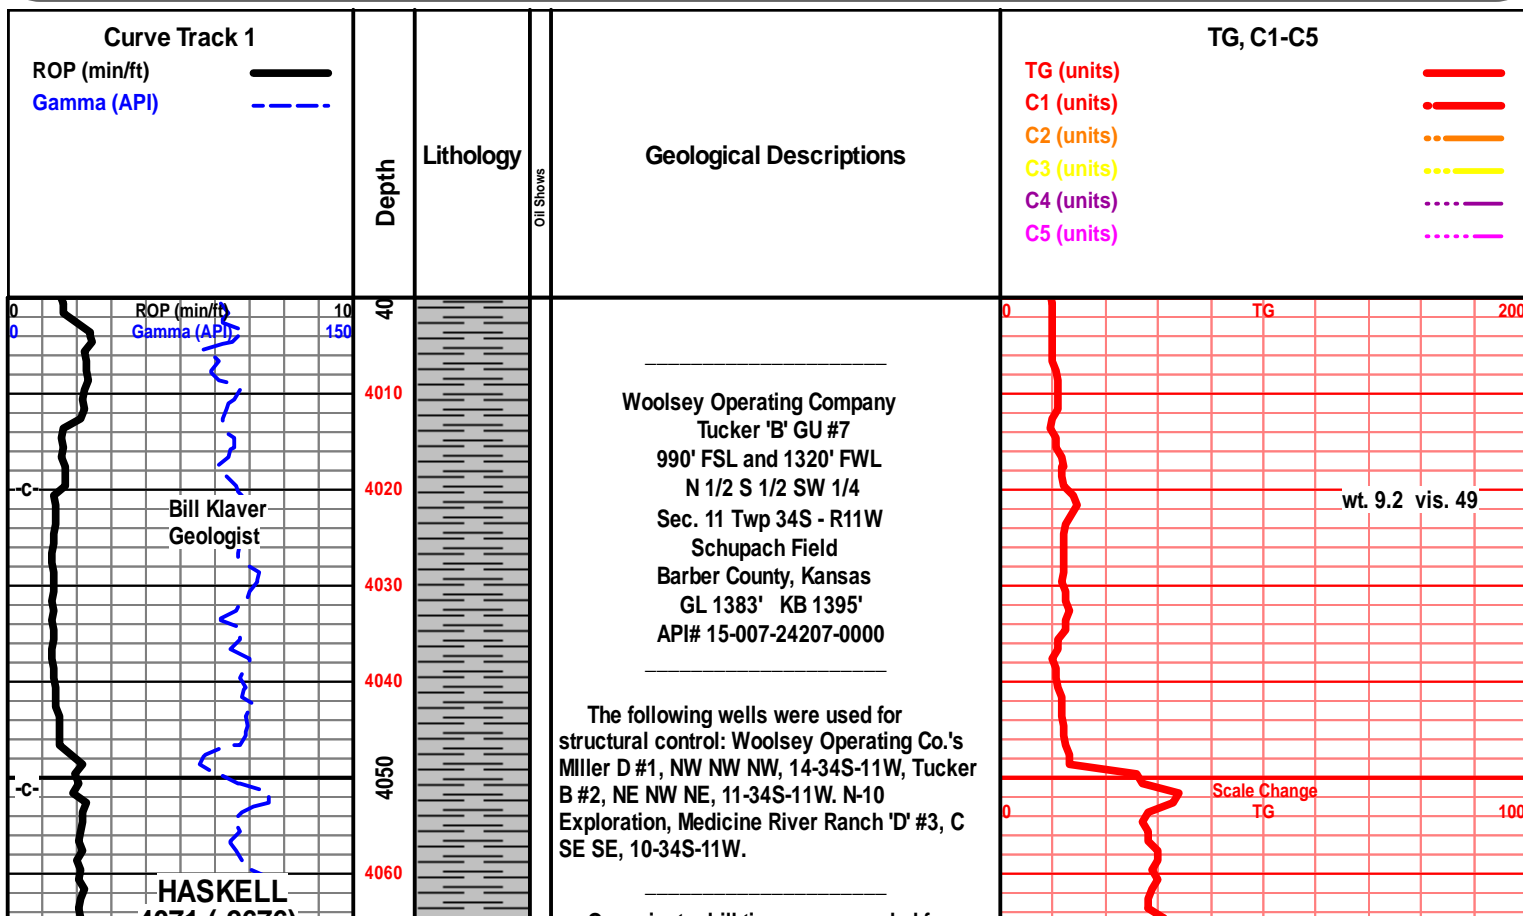 Curve Track 1
ROP (min/ft)
Gamma (API)
Depth
Lithology
Oil Shows
Geological Descriptions
TG, C1-C5
TG (units)
C1 (units)
C2 (units)
C3 (units)
C4 (units)
C5 (units)
0 ROP (min/ft) 10
0 Gamma (API) 150
40
0 TG 200
4010
4020
4030
4040
4050
4060
-c-
Bill Klaver
Geologist
-c-
HASKELL
Woolsey Operating Company
Tucker 'B' GU #7
990' FSL and 1320' FWL
N 1/2 S 1/2 SW 1/4
Sec. 11 Twp 34S - R11W
Schupach Field
Barber County, Kansas
GL 1383' KB 1395'
API# 15-007-24207-0000
The following wells were used for
structural control: Woolsey Operating Co.'s
MIller D #1, NW NW NW, 14-34S-11W, Tucker
B #2, NE NW NE, 11-34S-11W. N-10
Exploration, Medicine River Ranch 'D' #3, C
SE SE, 10-34S-11W.
wt. 9.2 vis. 49
Scale Change
0 TG 100